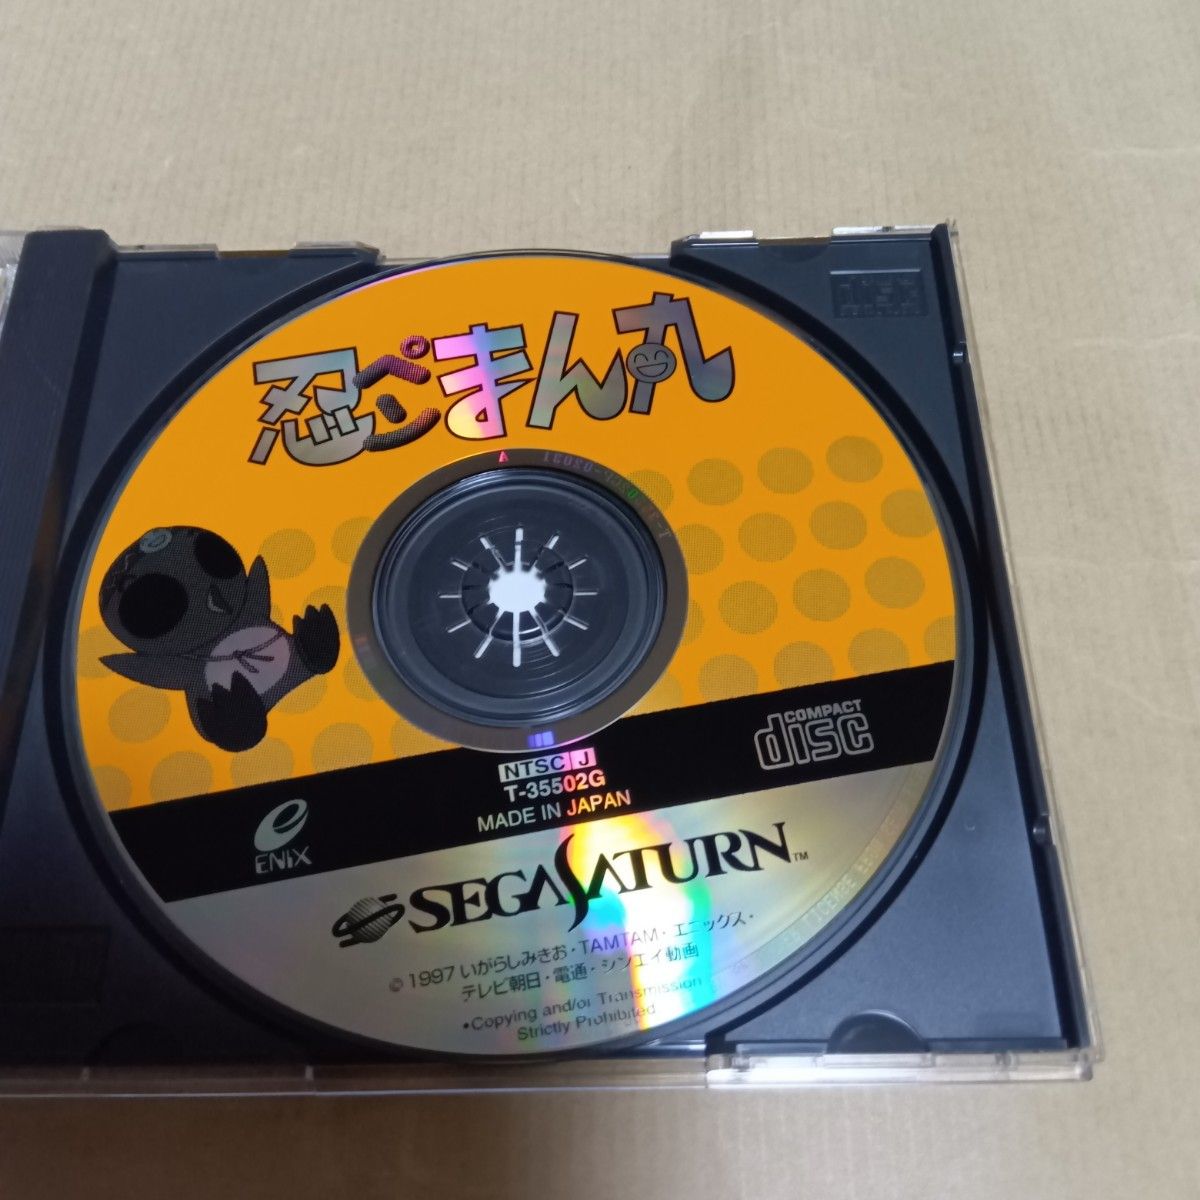 忍ペンまん丸
COMPACT
disc
NTSC J
T-35502G
MADE IN JAPAN
ENIX
SEGA SATURN™
© 1997 いがらしみきお・TAMTAM・エニックス・
テレビ朝日・電通・シンエイ動画
•Copying and/or Transmission
Strictly Prohibited